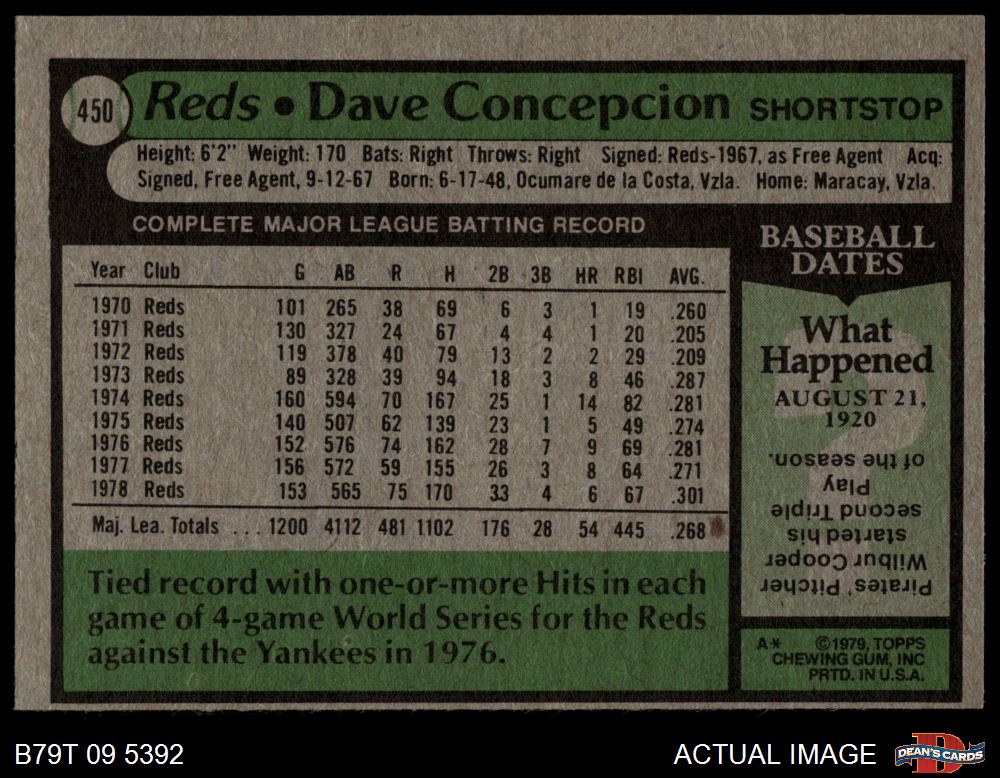 450
Reds • Dave Concepcion SHORTSTOP
Height: 6'2" Weight: 170 Bats: Right Throws: Right Signed: Reds-1967, as Free Agent Acq:
Signed, Free Agent, 9-12-67 Born: 6-17-48, Ocumare de la Costa, Vzla. Home: Maracay, Vzla.
COMPLETE MAJOR LEAGUE BATTING RECORD
Year Club G AB R H 2B 3B HR RBI AVG.
1970 Reds 101 265 38 69 6 3 1 19 .260
1971 Reds 130 327 24 67 4 4 1 20 .205
1972 Reds 119 378 40 79 13 2 2 29 .209
1973 Reds 89 328 39 94 18 3 8 46 .287
1974 Reds 160 594 70 167 25 1 14 82 .281
1975 Reds 140 507 62 139 23 1 5 49 .274
1976 Reds 152 576 74 162 28 7 9 69 .281
1977 Reds 156 572 59 155 26 3 8 64 .271
1978 Reds 153 565 75 170 33 4 6 67 .301
Maj. Lea. Totals ... 1200 4112 481 1102 176 28 54 445 .268
Tied record with one-or-more Hits in each
game of 4-game World Series for the Reds
against the Yankees in 1976.
BASEBALL
DATES
What
Happened
AUGUST 21,
1920
Pirates' Pitcher
Wilbur Cooper
started his
second Triple
Play
of the season.
A* ©1979, TOPPS
CHEWING GUM, INC
PRTD. IN U.S.A.
B79T 09 5392
ACTUAL IMAGE
D
DEAN'S CARDS